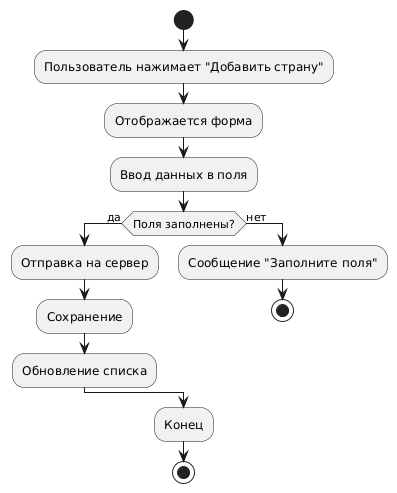 Пользователь нажимает "Добавить страну"
Отображается форма
Ввод данных в поля
да
Поля заполнены?
нет
Отправка на сервер
Сообщение "Заполните поля"
Сохранение
Обновление списка
Конец